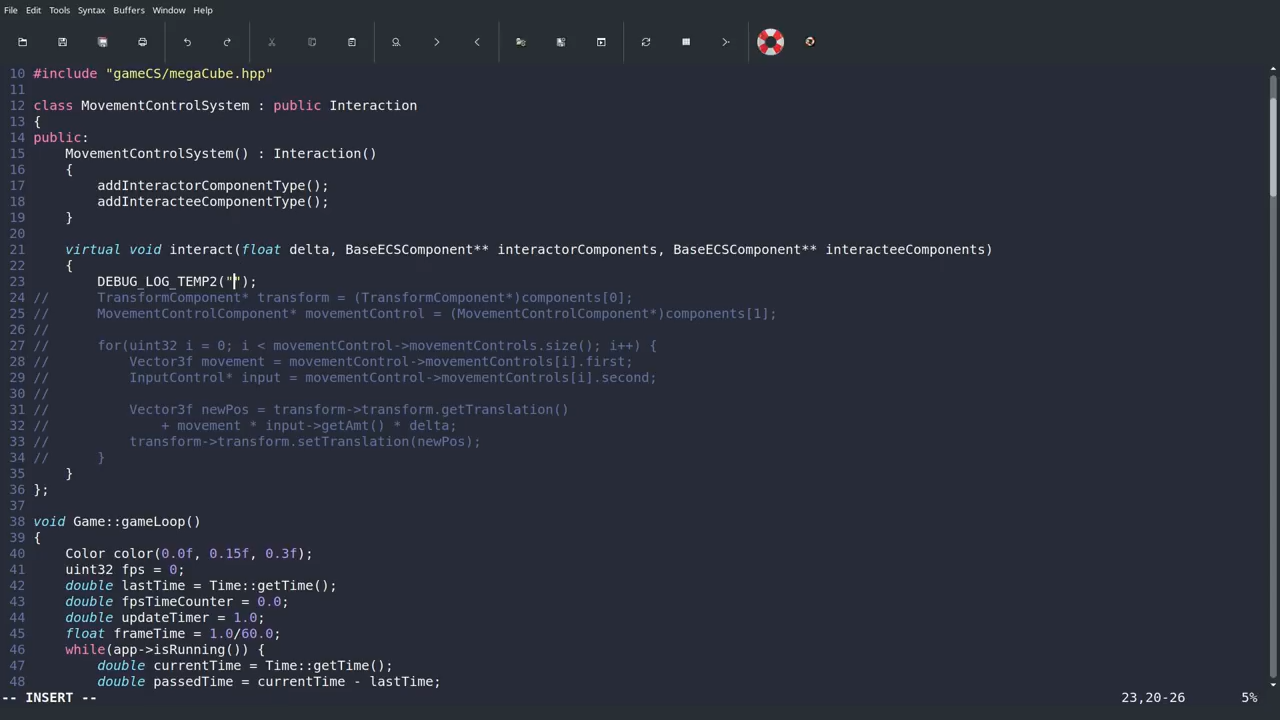 File Edit Tools Syntax Buffers Window Help
10 #include "gameCS/megaCube.hpp"
11
12 class MovementControlSystem : public Interaction
13 {
14 public:
15     MovementControlSystem() : Interaction()
16     {
17         addInteractorComponentType();
18         addInteracteeComponentType();
19     }
20
21     virtual void interact(float delta, BaseECSComponent** interactorComponents, BaseECSComponent** interacteeComponents)
22     {
23         DEBUG_LOG_TEMP2("");
24 //      TransformComponent* transform = (TransformComponent*)components[0];
25 //      MovementControlComponent* movementControl = (MovementControlComponent*)components[1];
26 //
27 //      for(uint32 i = 0; i < movementControl->movementControls.size(); i++) {
28 //          Vector3f movement = movementControl->movementControls[i].first;
29 //          InputControl* input = movementControl->movementControls[i].second;
30 //
31 //          Vector3f newPos = transform->transform.getTranslation()
32 //              + movement * input->getAmt() * delta;
33 //          transform->transform.setTranslation(newPos);
34 //      }
35     }
36 };
37
38 void Game::gameLoop()
39 {
40     Color color(0.0f, 0.15f, 0.3f);
41     uint32 fps = 0;
42     double lastTime = Time::getTime();
43     double fpsTimeCounter = 0.0;
44     double updateTimer = 1.0;
45     float frameTime = 1.0/60.0;
46     while(app->isRunning()) {
47         double currentTime = Time::getTime();
48         double passedTime = currentTime - lastTime;
-- INSERT -- 23,20-26 5%